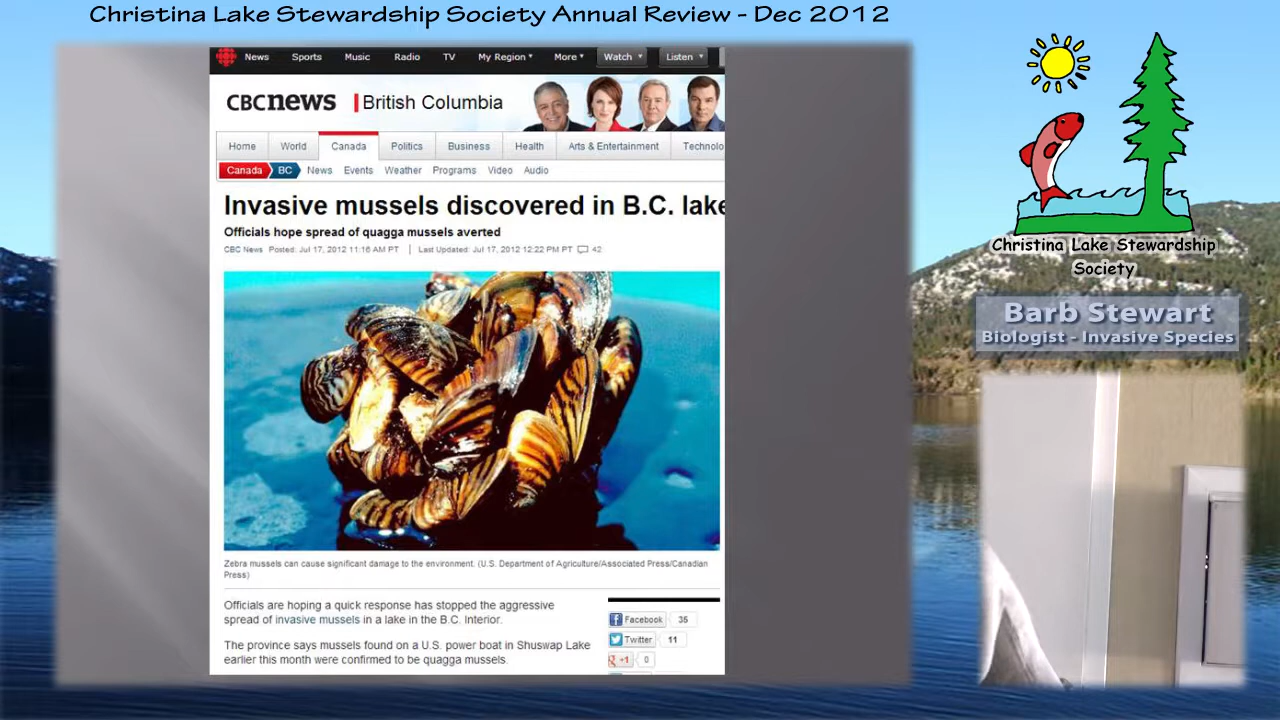 Christina Lake Stewardship Society Annual Review - Dec 2012
News Sports Music Radio TV My Region More Watch Listen
CBCnews British Columbia
Home World Canada Politics Business Health Arts & Entertainment Technolo
Canada BC News Events Weather Programs Video Audio
Invasive mussels discovered in B.C. lake
Officials hope spread of quagga mussels averted
CBC News Posted: Jul 17, 2012 11:16 AM PT | Last Updated: Jul 17, 2012 12:22 PM PT 42
Zebra mussels can cause significant damage to the environment. (U.S. Department of Agriculture/Associated Press/Canadian
Press)
Officials are hoping a quick response has stopped the aggressive
spread of invasive mussels in a lake in the B.C. Interior.
The province says mussels found on a U.S. power boat in Shuswap Lake
earlier this month were confirmed to be quagga mussels.
Facebook 35
Twitter 11
+1 0
Christina Lake Stewardship
Society
Barb Stewart
Biologist - Invasive Species